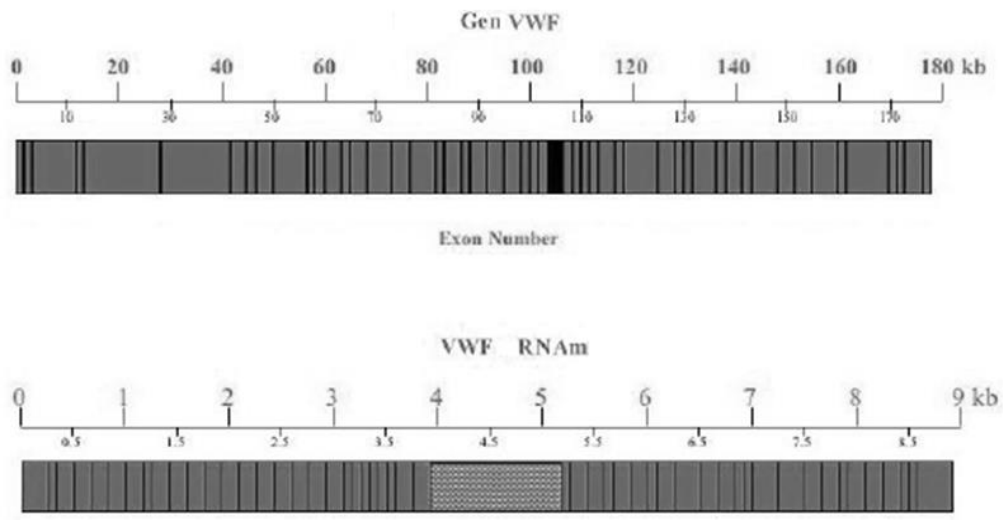 Gen VWF
0 20 40 60 80 100 120 140 160 180 kb
10 30 50 70 90 110 130 150 170
Exon Number
VWF RNAm
0 1 2 3 4 5 6 7 8 9 kb
0.5 1.5 2.5 3.5 4.5 5.5 6.5 7.5 8.5